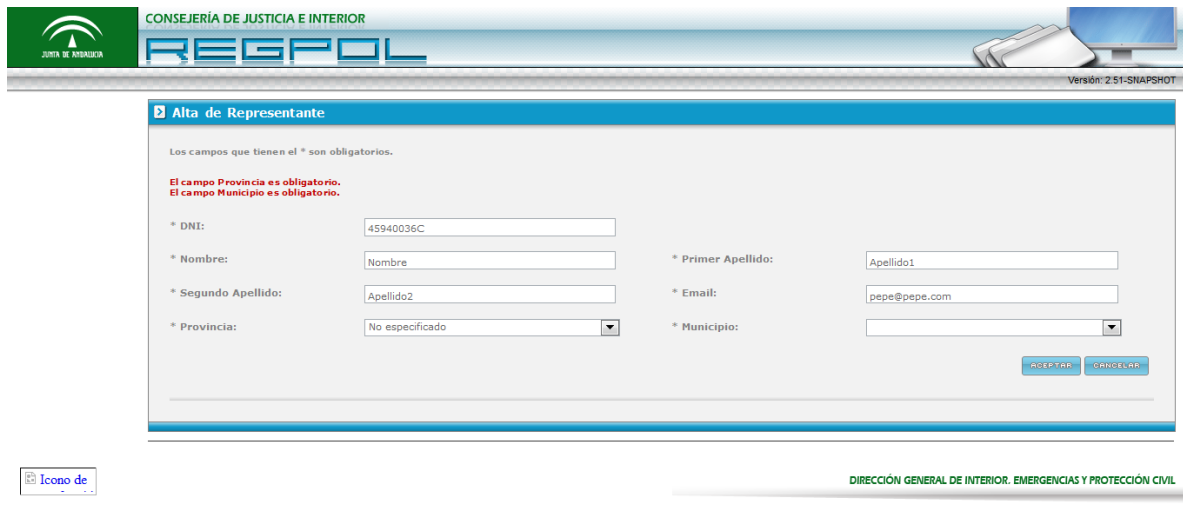 JUNTA DE ANDALUCIA
CONSEJERÍA DE JUSTICIA E INTERIOR
REGPOL
Versión: 2.51-SNAPSHOT
Alta de Representante
Los campos que tienen el * son obligatorios.
El campo Provincia es obligatorio.
El campo Municipio es obligatorio.
* DNI: 45940036C
* Nombre: Nombre * Primer Apellido: Apellido1
* Segundo Apellido: Apellido2 * Email: pepe@pepe.com
* Provincia: No especificado * Municipio:
ACEPTAR CANCELAR
Icono de
DIRECCIÓN GENERAL DE INTERIOR. EMERGENCIAS Y PROTECCIÓN CIVIL